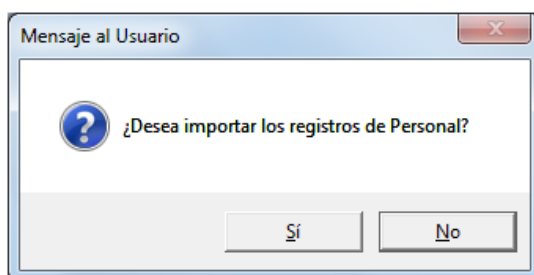 Mensaje al Usuario
¿Desea importar los registros de Personal?
Sí
No